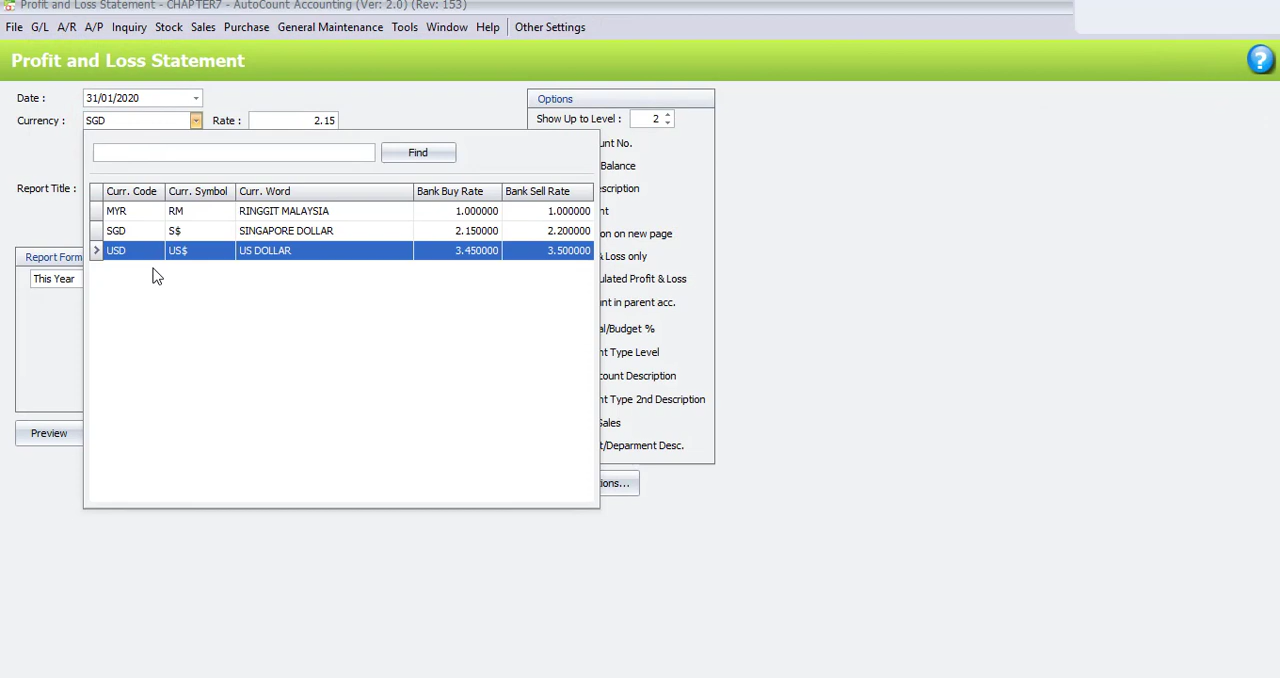 Profit and Loss Statement - CHAPTER7 - AutoCount Accounting (Ver: 2.0) (Rev: 153)
File G/L A/R A/P Inquiry Stock Sales Purchase General Maintenance Tools Window Help Other Settings
Profit and Loss Statement ?
Date : 31/01/2020 Options
Currency : SGD Rate : 2.15 Show Up to Level : 2
unt No.
Find
Balance
Report Title : scription
Curr. Code Curr. Symbol Curr. Word Bank Buy Rate Bank Sell Rate
MYR RM RINGGIT MALAYSIA 1.000000 1.000000 nt
SGD S$ SINGAPORE DOLLAR 2.150000 2.200000 on on new page
USD US$ US DOLLAR 3.450000 3.500000
Report Form & Loss only
This Year ulated Profit & Loss
nt in parent acc.
al/Budget %
nt Type Level
count Description
nt Type 2nd Description
Sales
Preview t/Deparment Desc.
ions...